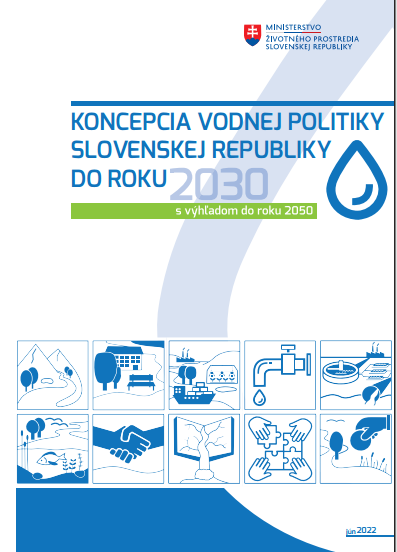 MINISTERSTVO
ŽIVOTNÉHO PROSTREDIA
SLOVENSKEJ REPUBLIKY
KONCEPCIA VODNEJ POLITIKY
SLOVENSKEJ REPUBLIKY
DO ROKU 2030
s výhľadom do roku 2050
jún 2022